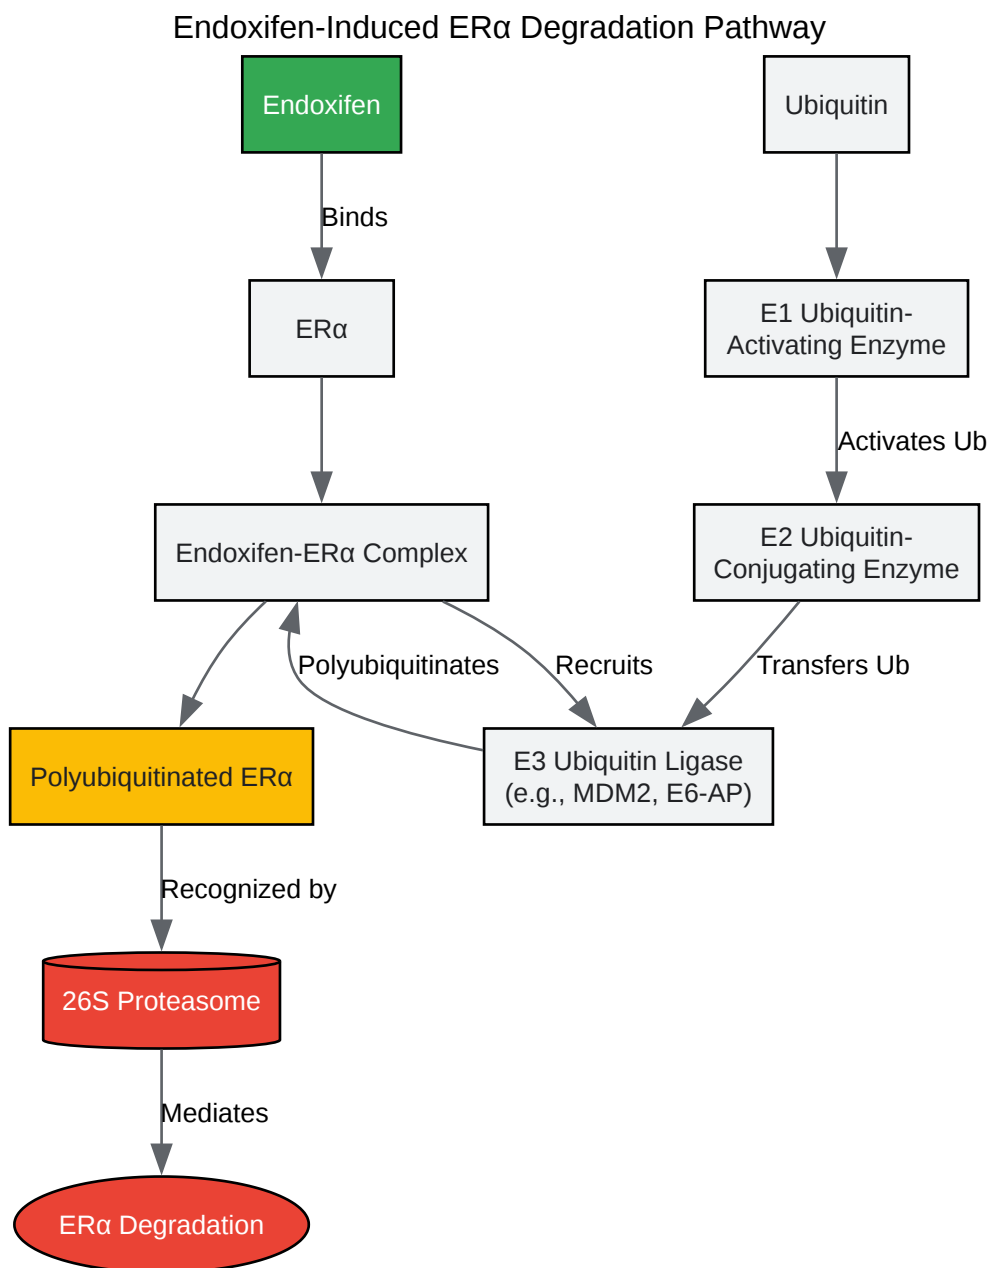 Endoxifen-Induced ERα Degradation Pathway
Endoxifen
Ubiquitin
Binds
ERα
E1 Ubiquitin-
Activating Enzyme
Activates Ub
Endoxifen-ERα Complex
E2 Ubiquitin-
Conjugating Enzyme
Polyubiquitinates
Recruits
Transfers Ub
Polyubiquitinated ERα
E3 Ubiquitin Ligase
(e.g., MDM2, E6-AP)
Recognized by
26S Proteasome
Mediates
ERα Degradation